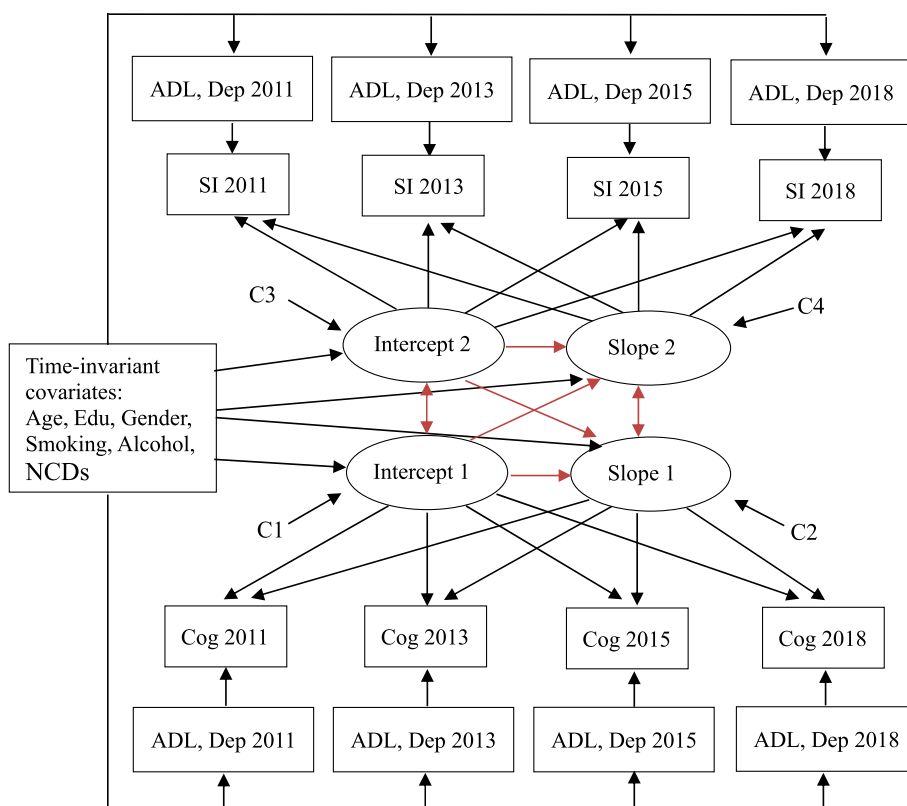 ADL, Dep 2011
ADL, Dep 2013
ADL, Dep 2015
ADL, Dep 2018
SI 2011
SI 2013
SI 2015
SI 2018
C3
C4
Intercept 2
Slope 2
Time-invariant
covariates:
Age, Edu, Gender,
Smoking, Alcohol,
NCDs
Intercept 1
Slope 1
C1
C2
Cog 2011
Cog 2013
Cog 2015
Cog 2018
ADL, Dep 2011
ADL, Dep 2013
ADL, Dep 2015
ADL, Dep 2018